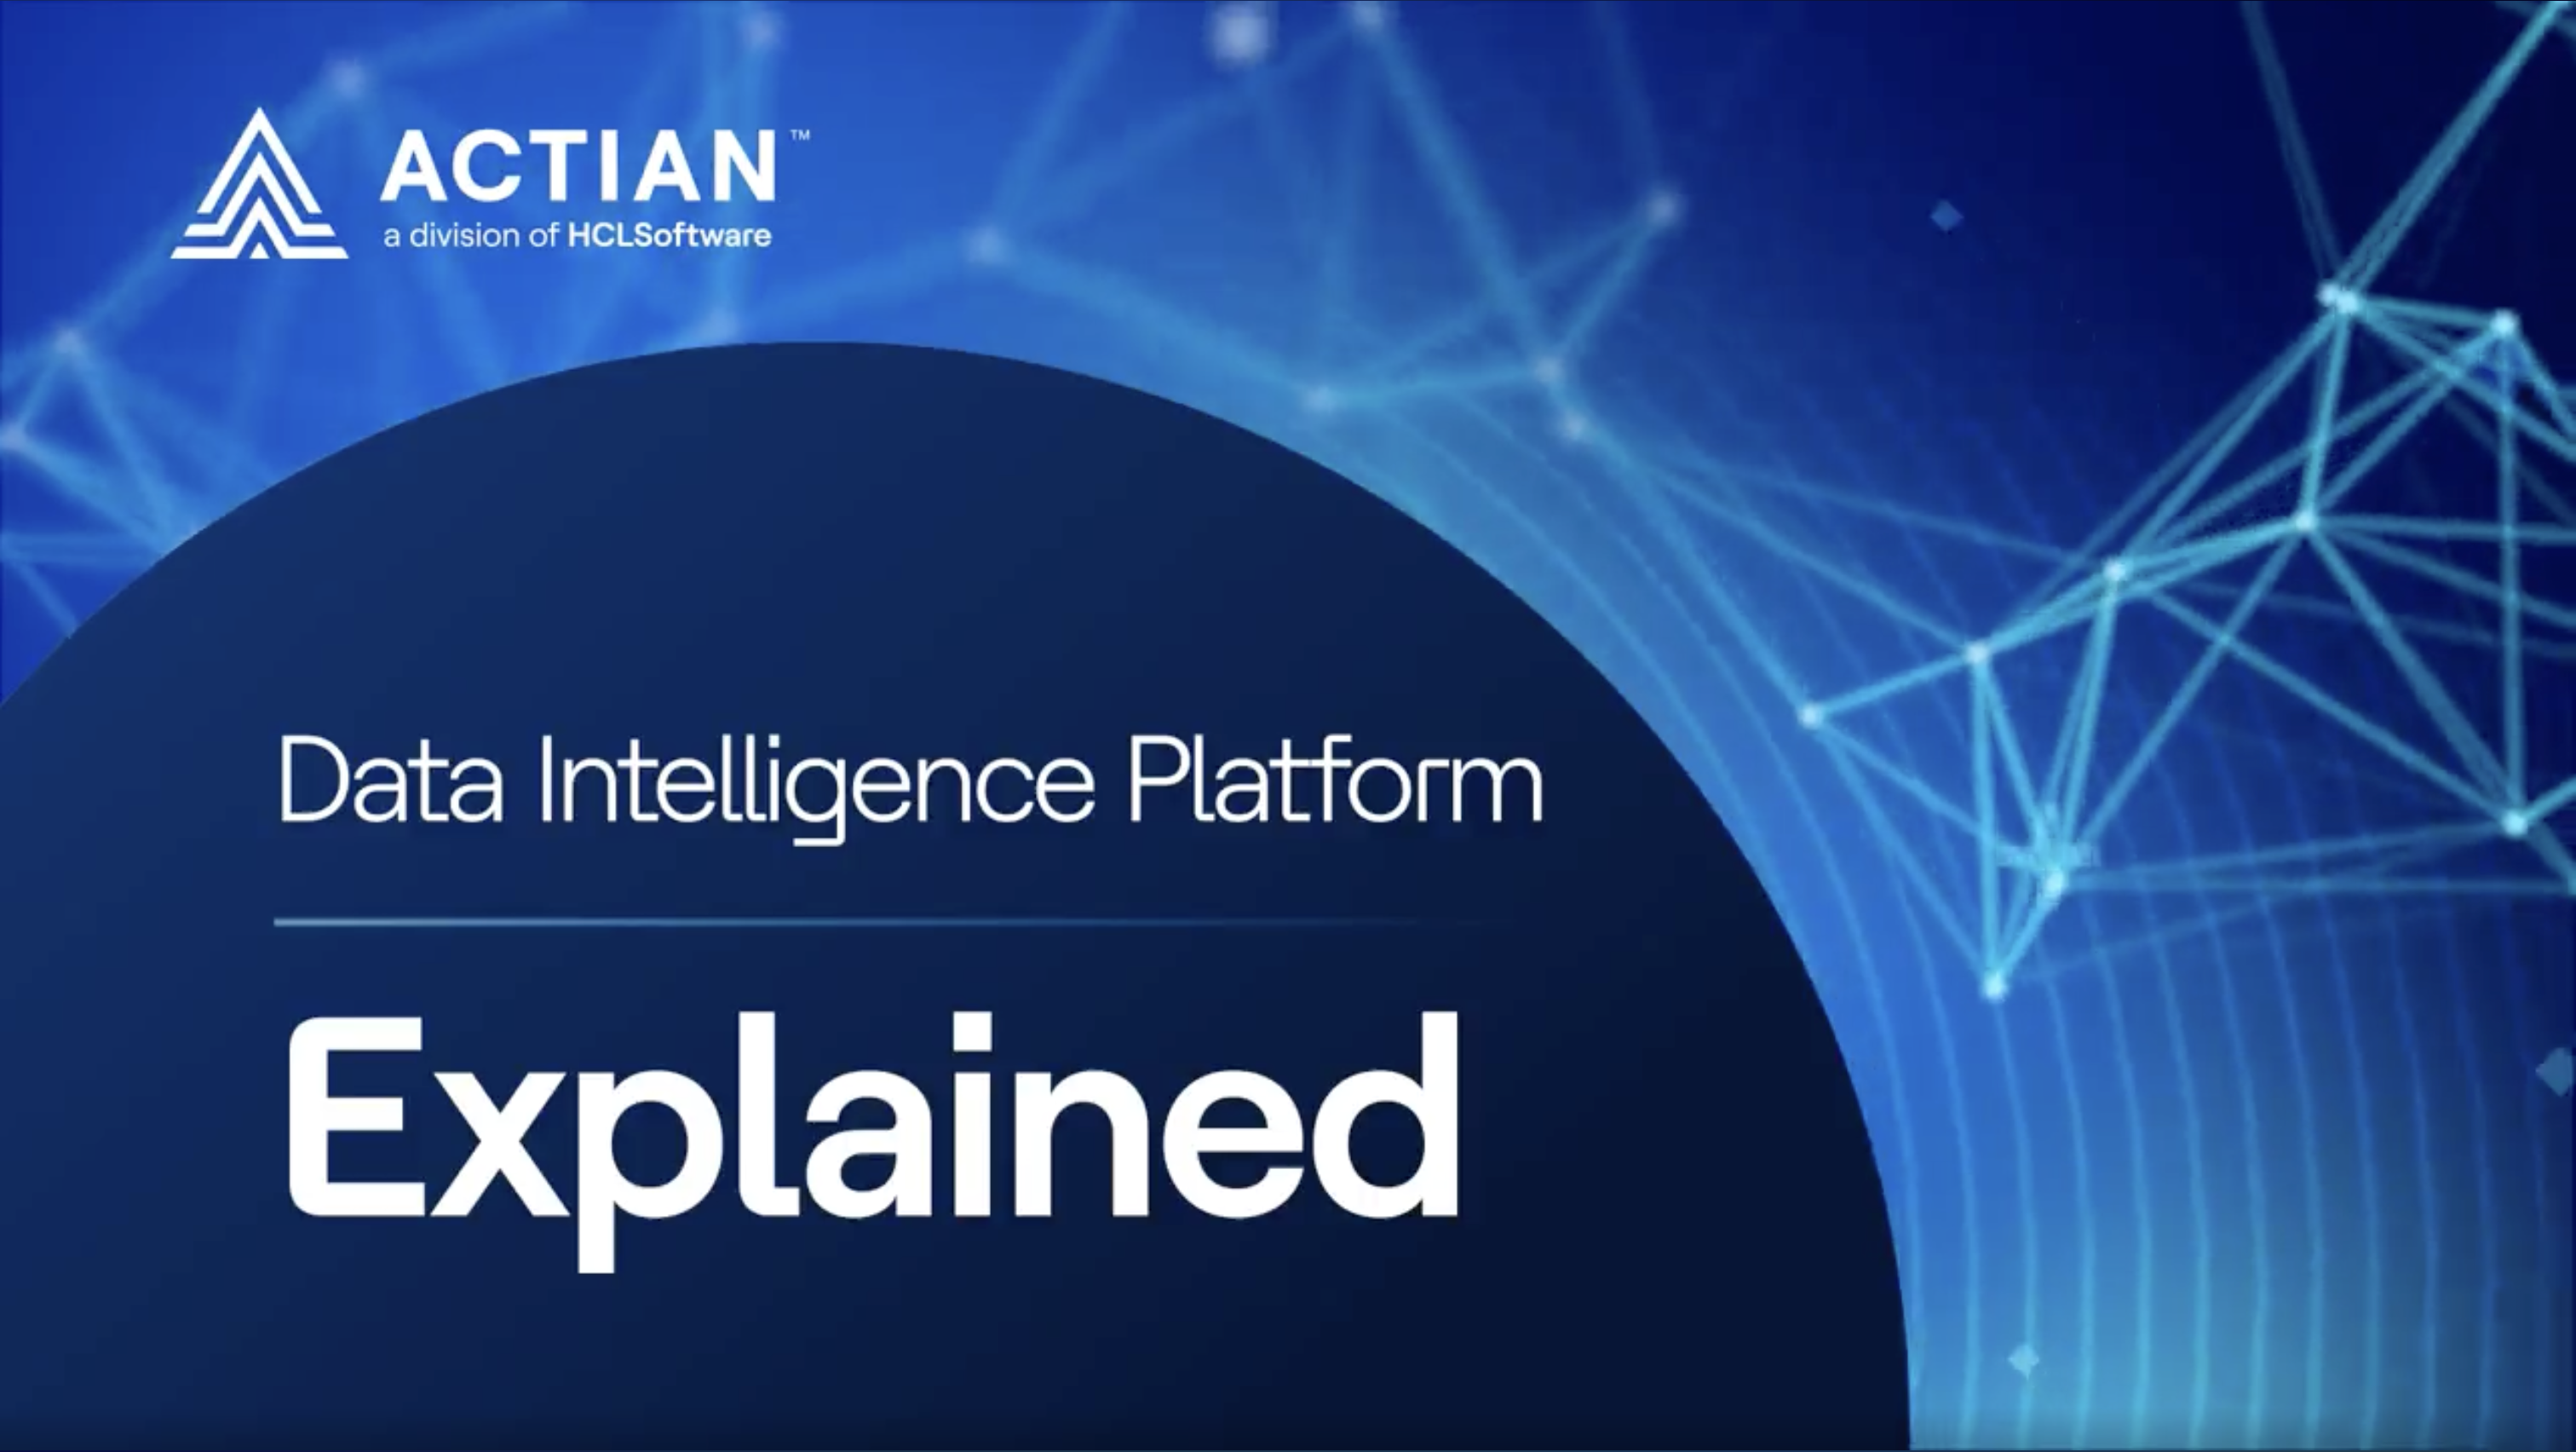 ACTIAN™
a division of HCLSoftware
Data Intelligence Platform
Explained